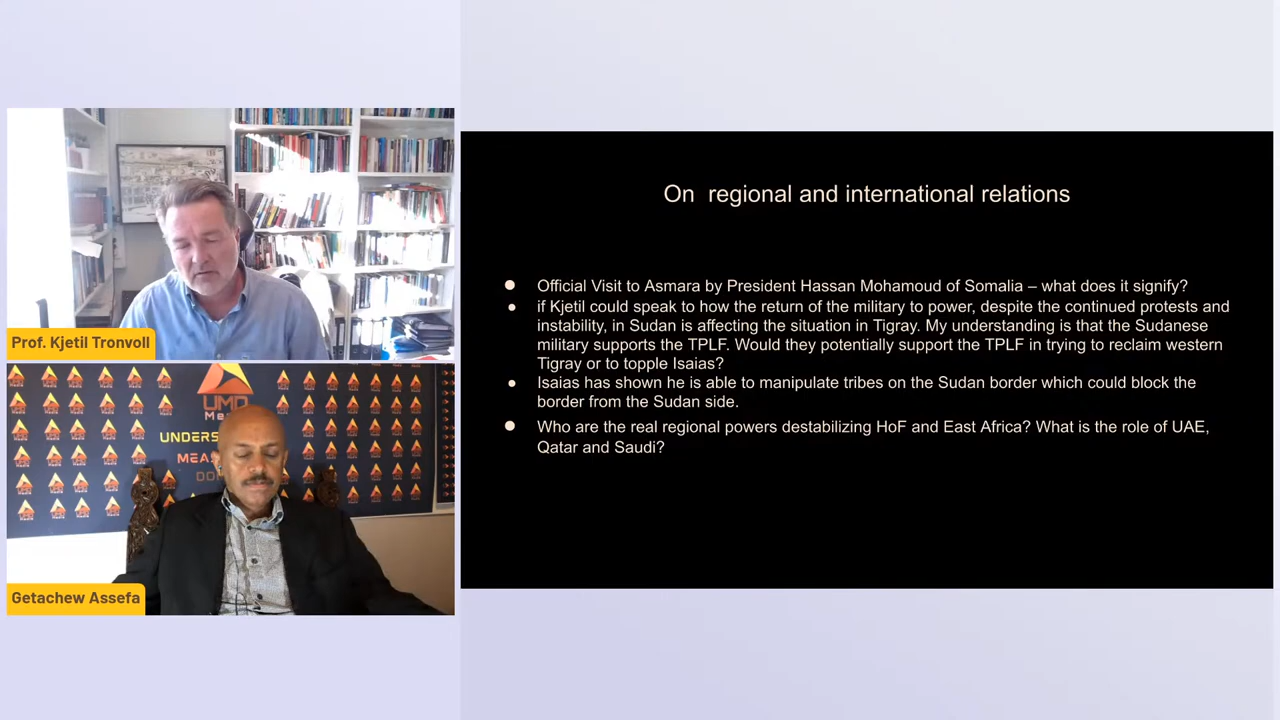 Prof. Kjetil Tronvoll
UMD
Media
UNDERS
MEA
DO
Getachew Assefa
On regional and international relations
● Official Visit to Asmara by President Hassan Mohamoud of Somalia – what does it signify?
● if Kjetil could speak to how the return of the military to power, despite the continued protests and
instability, in Sudan is affecting the situation in Tigray. My understanding is that the Sudanese
military supports the TPLF. Would they potentially support the TPLF in trying to reclaim western
Tigray or to topple Isaias?
● Isaias has shown he is able to manipulate tribes on the Sudan border which could block the
border from the Sudan side.
● Who are the real regional powers destabilizing HoF and East Africa? What is the role of UAE,
Qatar and Saudi?